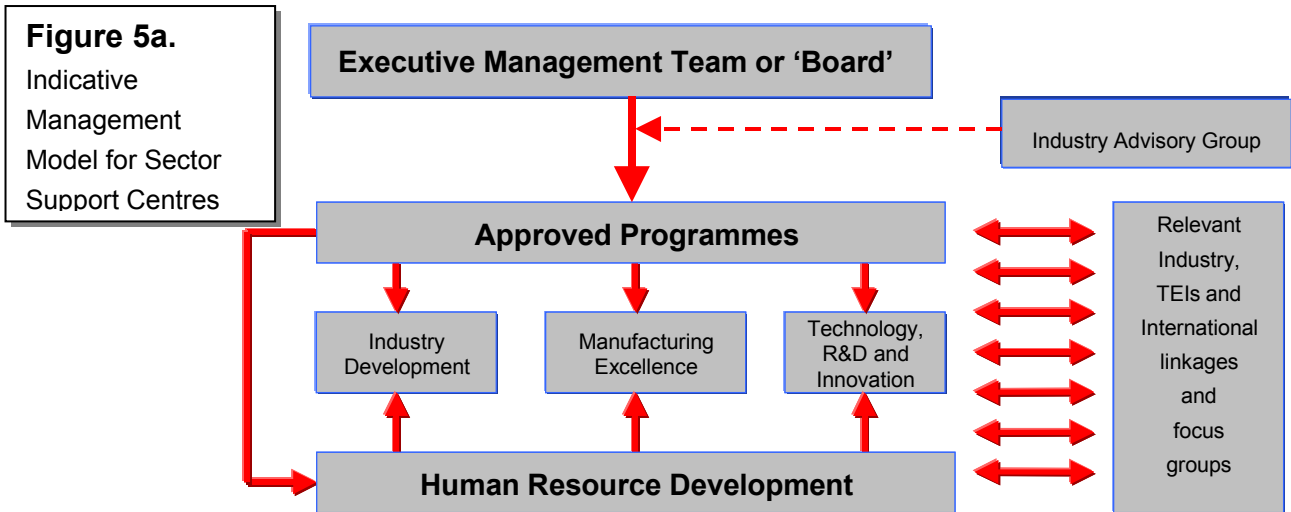 Figure 5a.
Indicative
Management
Model for Sector
Support Centres
Executive Management Team or ‘Board’
Industry Advisory Group
Approved Programmes
Industry
Development
Manufacturing
Excellence
Technology,
R&D and
Innovation
Human Resource Development
Relevant
Industry,
TEIs and
International
linkages
and
focus
groups